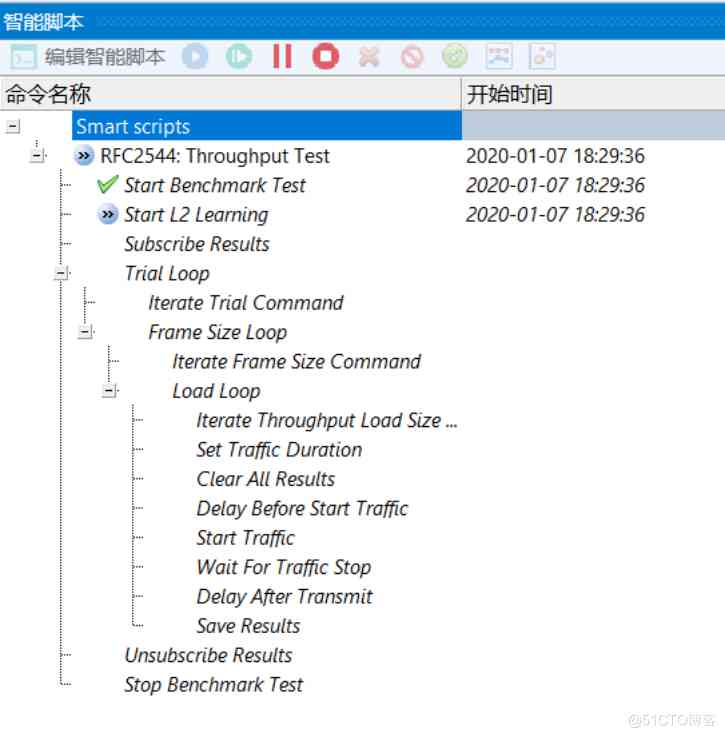 智能脚本
编辑智能脚本
命令名称 开始时间
Smart scripts
RFC2544: Throughput Test 2020-01-07 18:29:36
Start Benchmark Test 2020-01-07 18:29:36
Start L2 Learning 2020-01-07 18:29:36
Subscribe Results
Trial Loop
Iterate Trial Command
Frame Size Loop
Iterate Frame Size Command
Load Loop
Iterate Throughput Load Size ...
Set Traffic Duration
Clear All Results
Delay Before Start Traffic
Start Traffic
Wait For Traffic Stop
Delay After Transmit
Save Results
Unsubscribe Results
Stop Benchmark Test
@51CTO博客